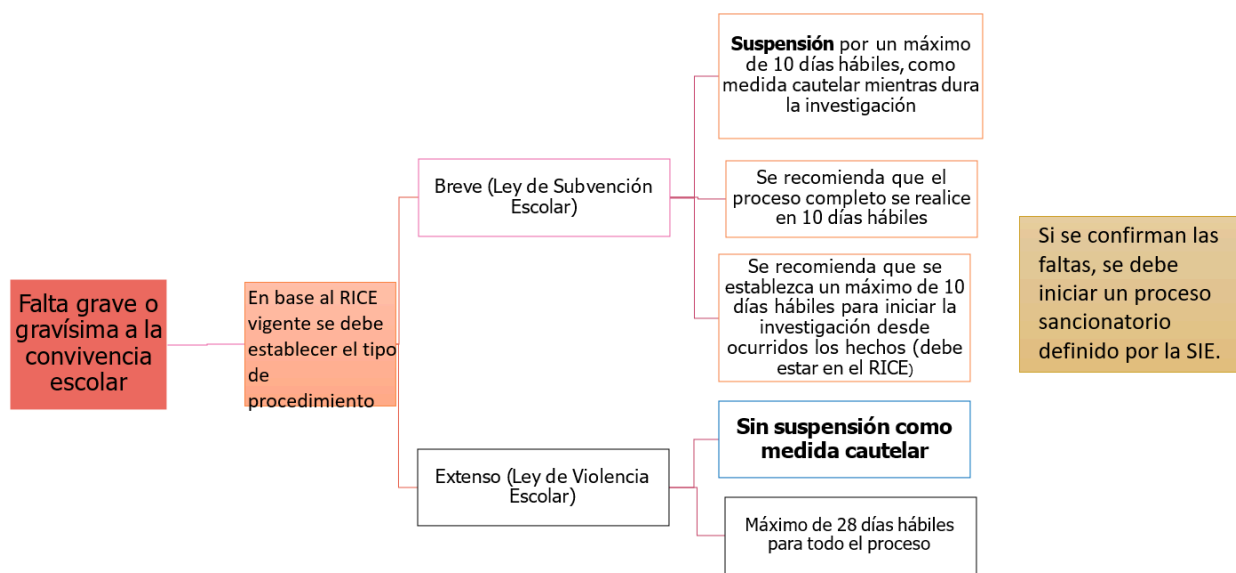 Falta grave o
gravísima a la
convivencia
escolar
En base al RICE
vigente se debe
establecer el tipo
de
procedimiento
Breve (Ley de Subvención
Escolar)
Suspensión por un máximo
de 10 días hábiles, como
medida cautelar mientras dura
la investigación
Se recomienda que el
proceso completo se realice
en 10 días hábiles
Se recomienda que se
establezca un máximo de 10
días hábiles para iniciar la
investigación desde
ocurridos los hechos (debe
estar en el RICE)
Extenso (Ley de Violencia
Escolar)
Sin suspensión como
medida cautelar
Máximo de 28 días hábiles
para todo el proceso
Si se confirman las
faltas, se debe
iniciar un proceso
sancionatorio
definido por la SIE.